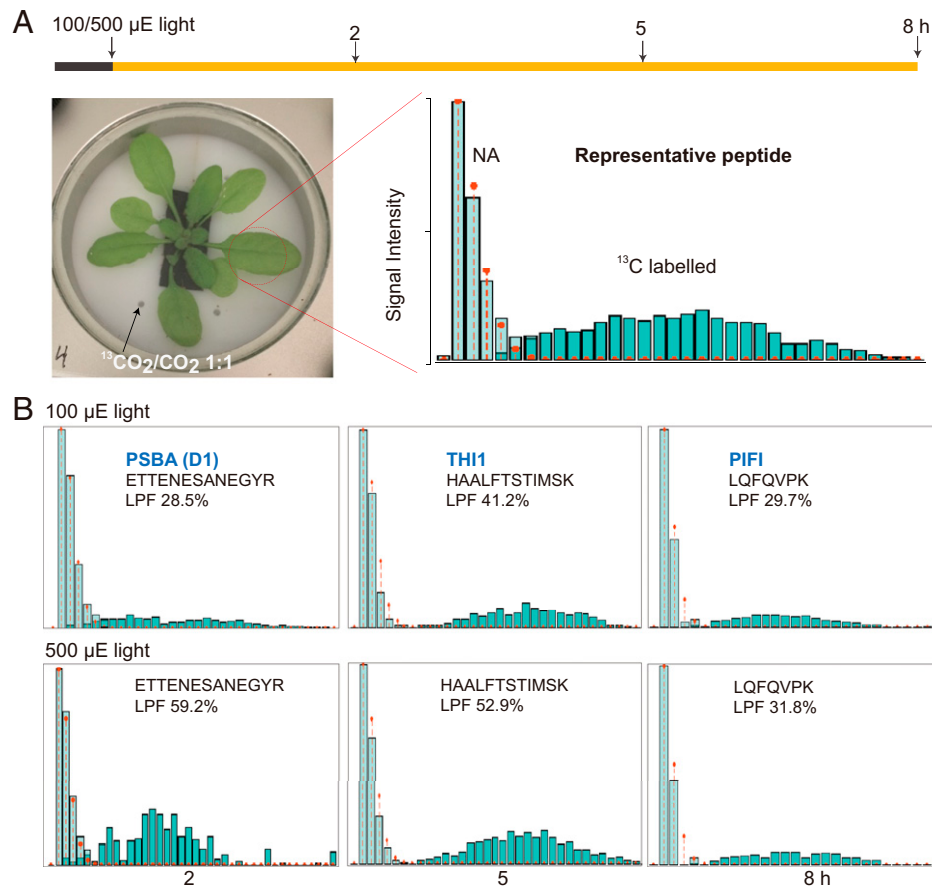 A
100/500 µE light
2
5
8 h
NA
Representative peptide
Signal Intensity
¹³C labelled
¹³CO₂/CO₂ 1:1
4
B
100 µE light
PSBA (D1)
ETTENESANEGYR
LPF 28.5%
THI1
HAALFTSTIMSK
LPF 41.2%
PIFI
LQFQVPK
LPF 29.7%
500 µE light
ETTENESANEGYR
LPF 59.2%
HAALFTSTIMSK
LPF 52.9%
LQFQVPK
LPF 31.8%
2
5
8 h